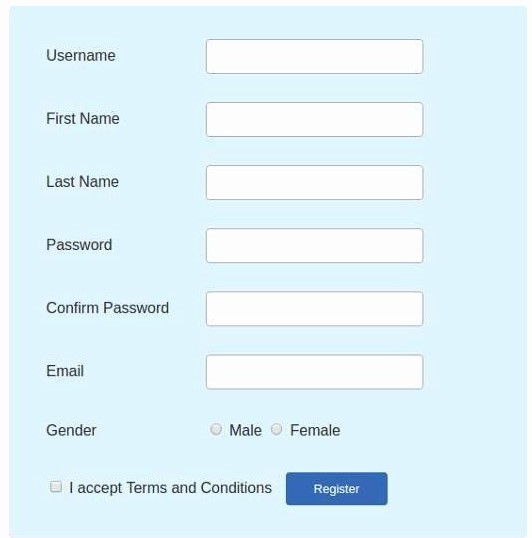 Username
First Name
Last Name
Password
Confirm Password
Email
Gender Male Female
I accept Terms and Conditions Register